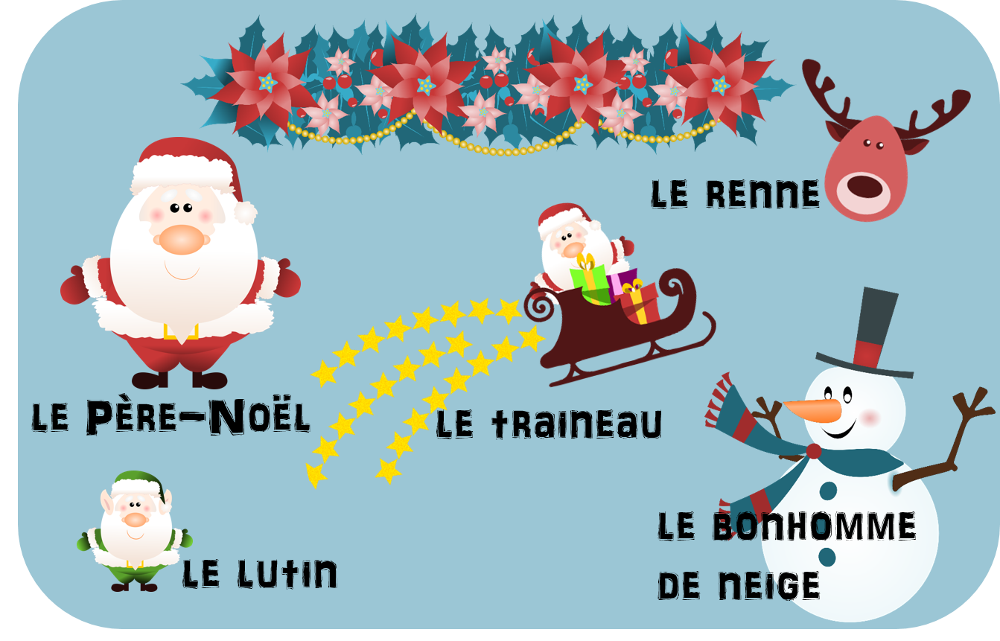 le renne
le Père-Noël
le traineau
le bonhomme
de neige
le lutin